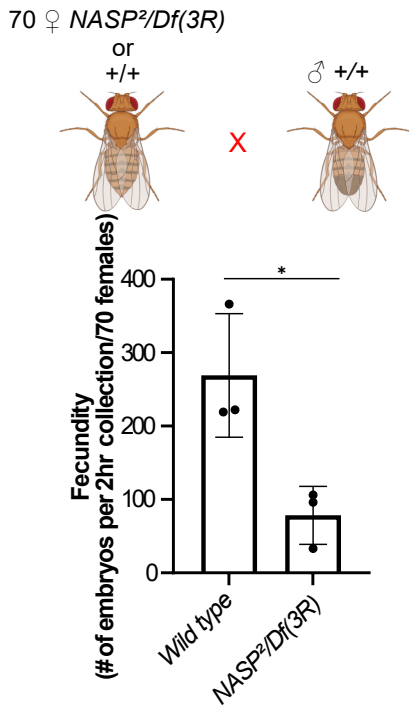 70 ♀ NASP²/Df(3R)
or
+/+
♂ +/+
X
Fecundity
(# of embryos per 2hr collection/70 females)
400
300
200
100
0
*
Wild type
NASP²/Df(3R)